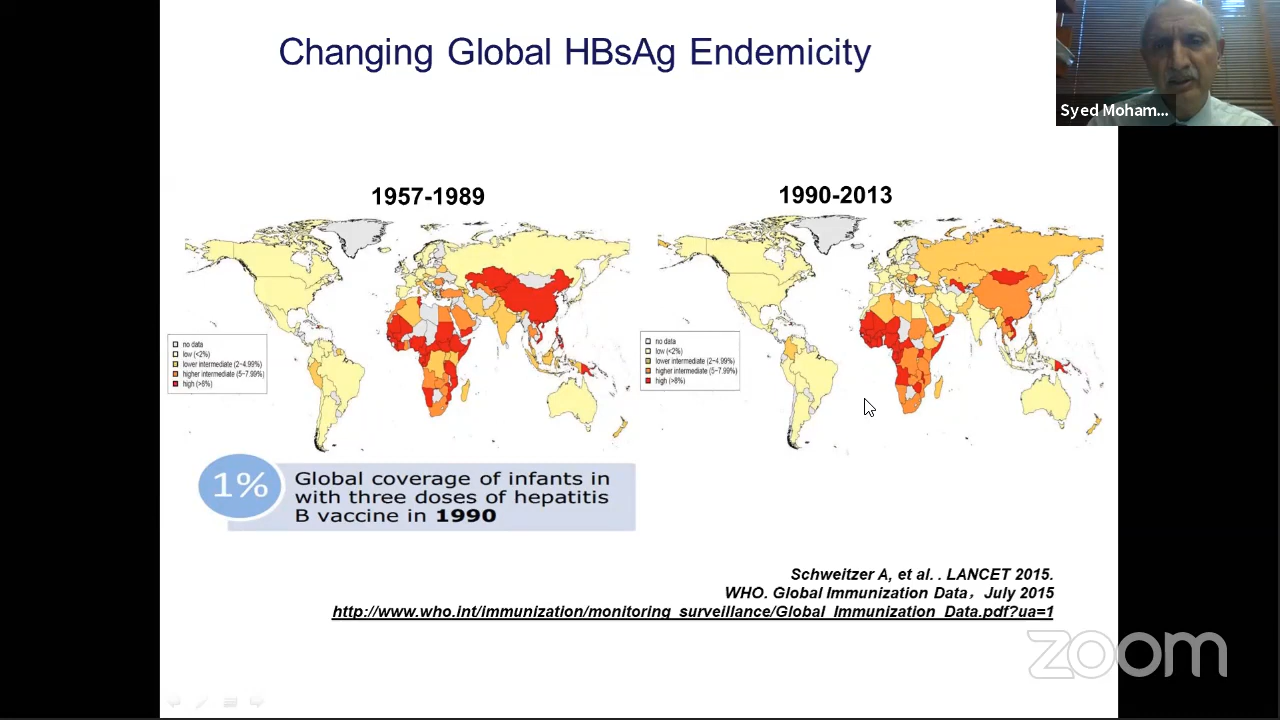 Changing Global HBsAg Endemicity
Syed Moham...
1957-1989
1990-2013
no data
low (<2%)
lower intermediate (2-4.99%)
higher intermediate (5-7.99%)
high (>8%)
no data
low (<2%)
lower intermediate (2-4.99%)
higher intermediate (5-7.99%)
high (>8%)
1%
Global coverage of infants in
with three doses of hepatitis
B vaccine in 1990
Schweitzer A, et al. . LANCET 2015.
WHO. Global Immunization Data，July 2015
http://www.who.int/immunization/monitoring_surveillance/Global_Immunization_Data.pdf?ua=1
zoom